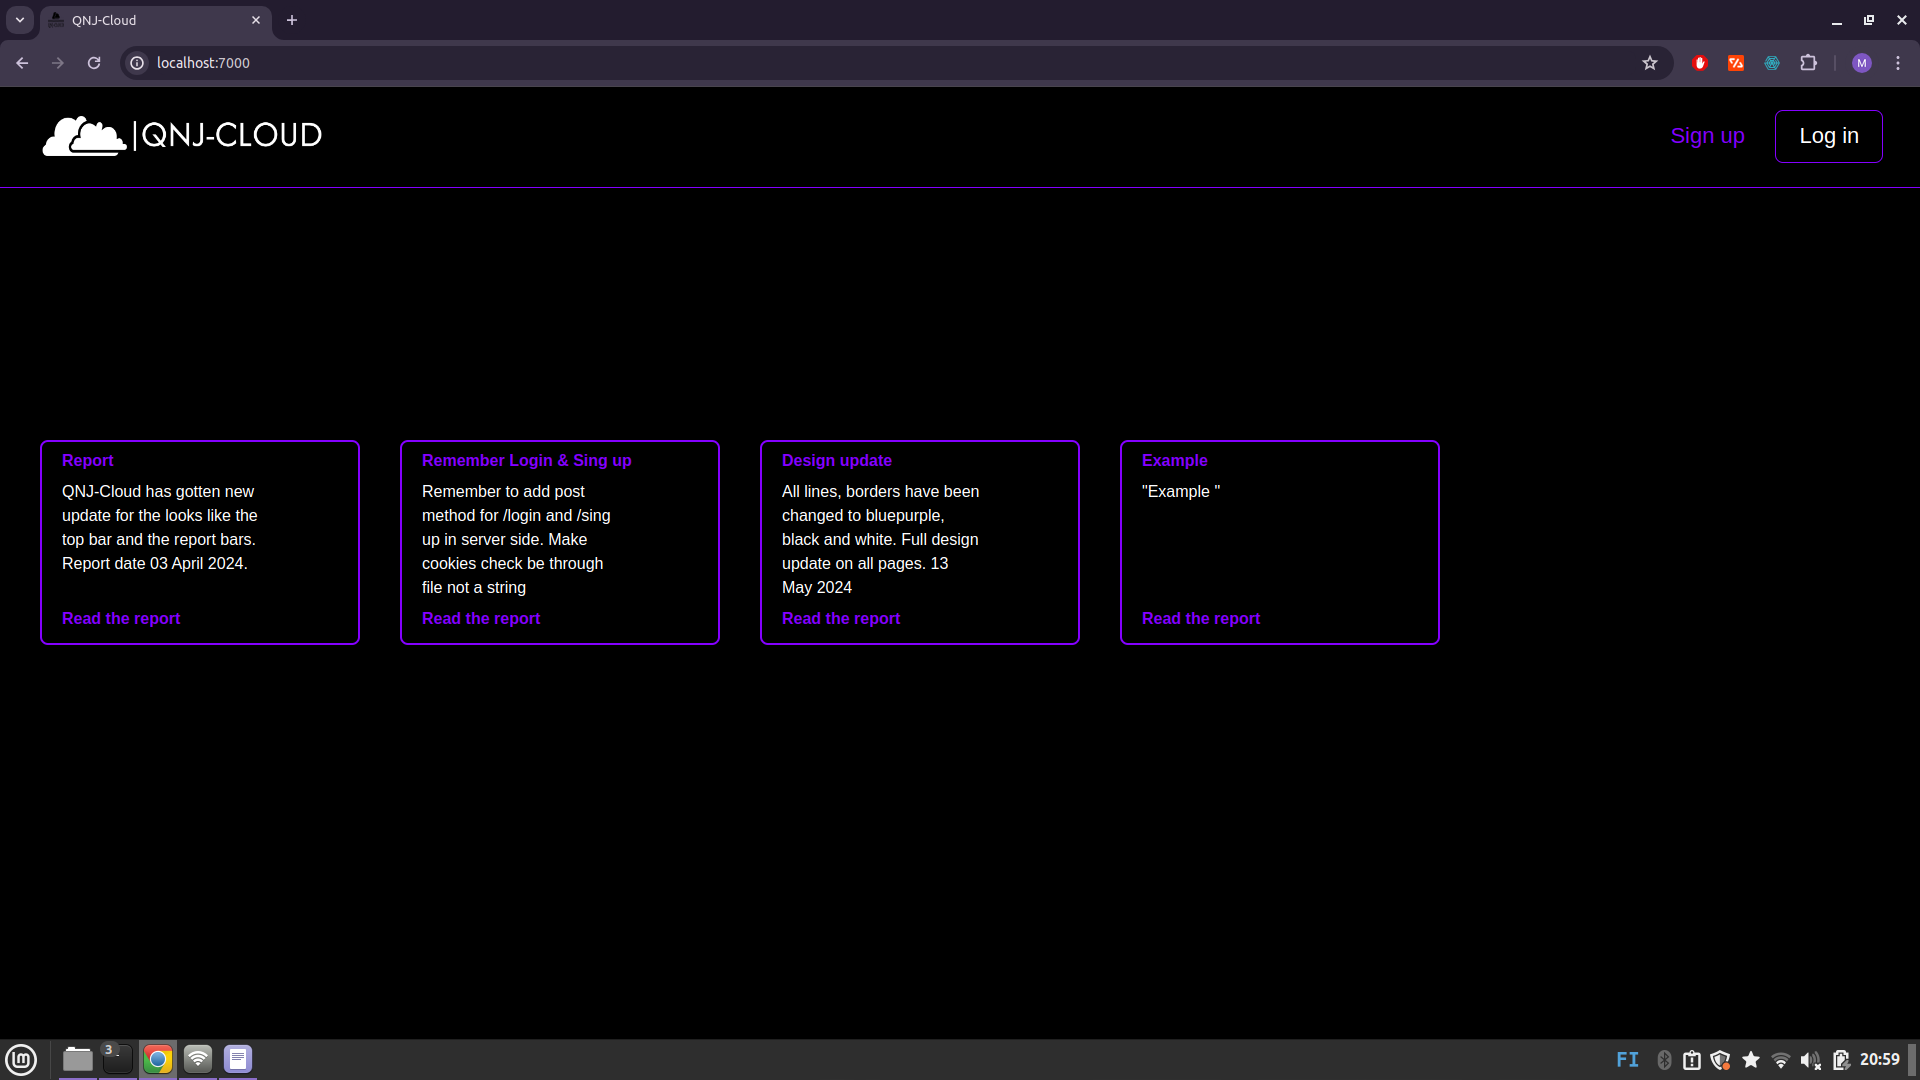 QNJ-Cloud
localhost:7000
M
|QNJ-CLOUD
Sign up
Log in
Report
QNJ-Cloud has gotten new
update for the looks like the
top bar and the report bars.
Report date 03 April 2024.
Read the report
Remember Login & Sing up
Remember to add post
method for /login and /sing
up in server side. Make
cookies check be through
file not a string
Read the report
Design update
All lines, borders have been
changed to bluepurple,
black and white. Full design
update on all pages. 13
May 2024
Read the report
Example
"Example "
Read the report
lm
3
FI
20:59